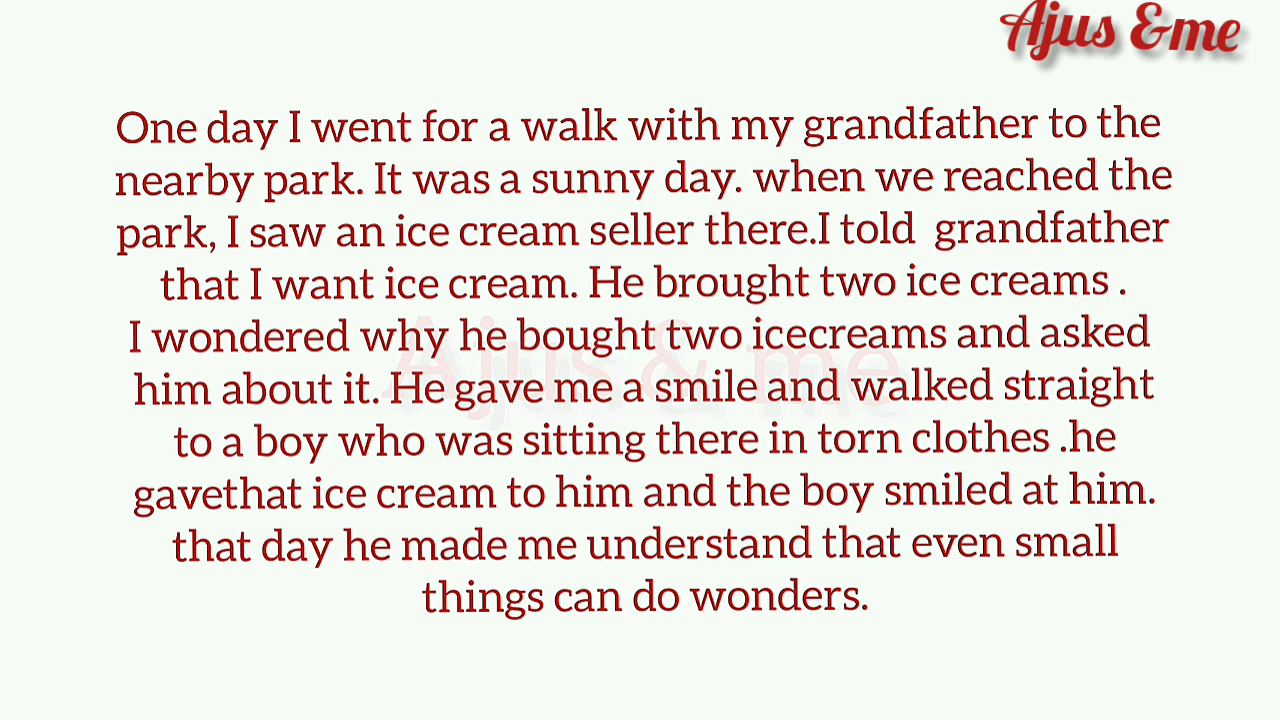 Ajus &me
One day I went for a walk with my grandfather to the
nearby park. It was a sunny day. when we reached the
park, I saw an ice cream seller there.I told  grandfather
that I want ice cream. He brought two ice creams .
I wondered why he bought two icecreams and asked
him about it. He gave me a smile and walked straight
to a boy who was sitting there in torn clothes .he
gavethat ice cream to him and the boy smiled at him.
that day he made me understand that even small
things can do wonders.
Ajus & me